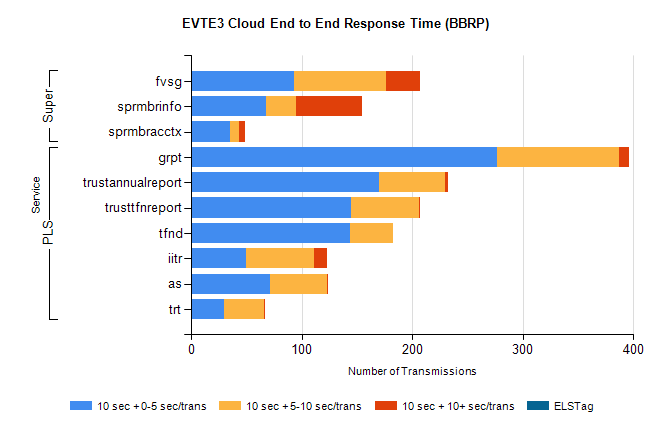 EVTE3 Cloud End to End Response Time (BBRP)
Super
fvsg
sprmbrinfo
sprmbracctx
Service
PLS
grpt
trustannualreport
trusttfnreport
tfnd
iitr
as
trt
0 100 200 300 400
Number of Transmissions
10 sec +0-5 sec/trans 10 sec +5-10 sec/trans 10 sec + 10+ sec/trans ELSTag